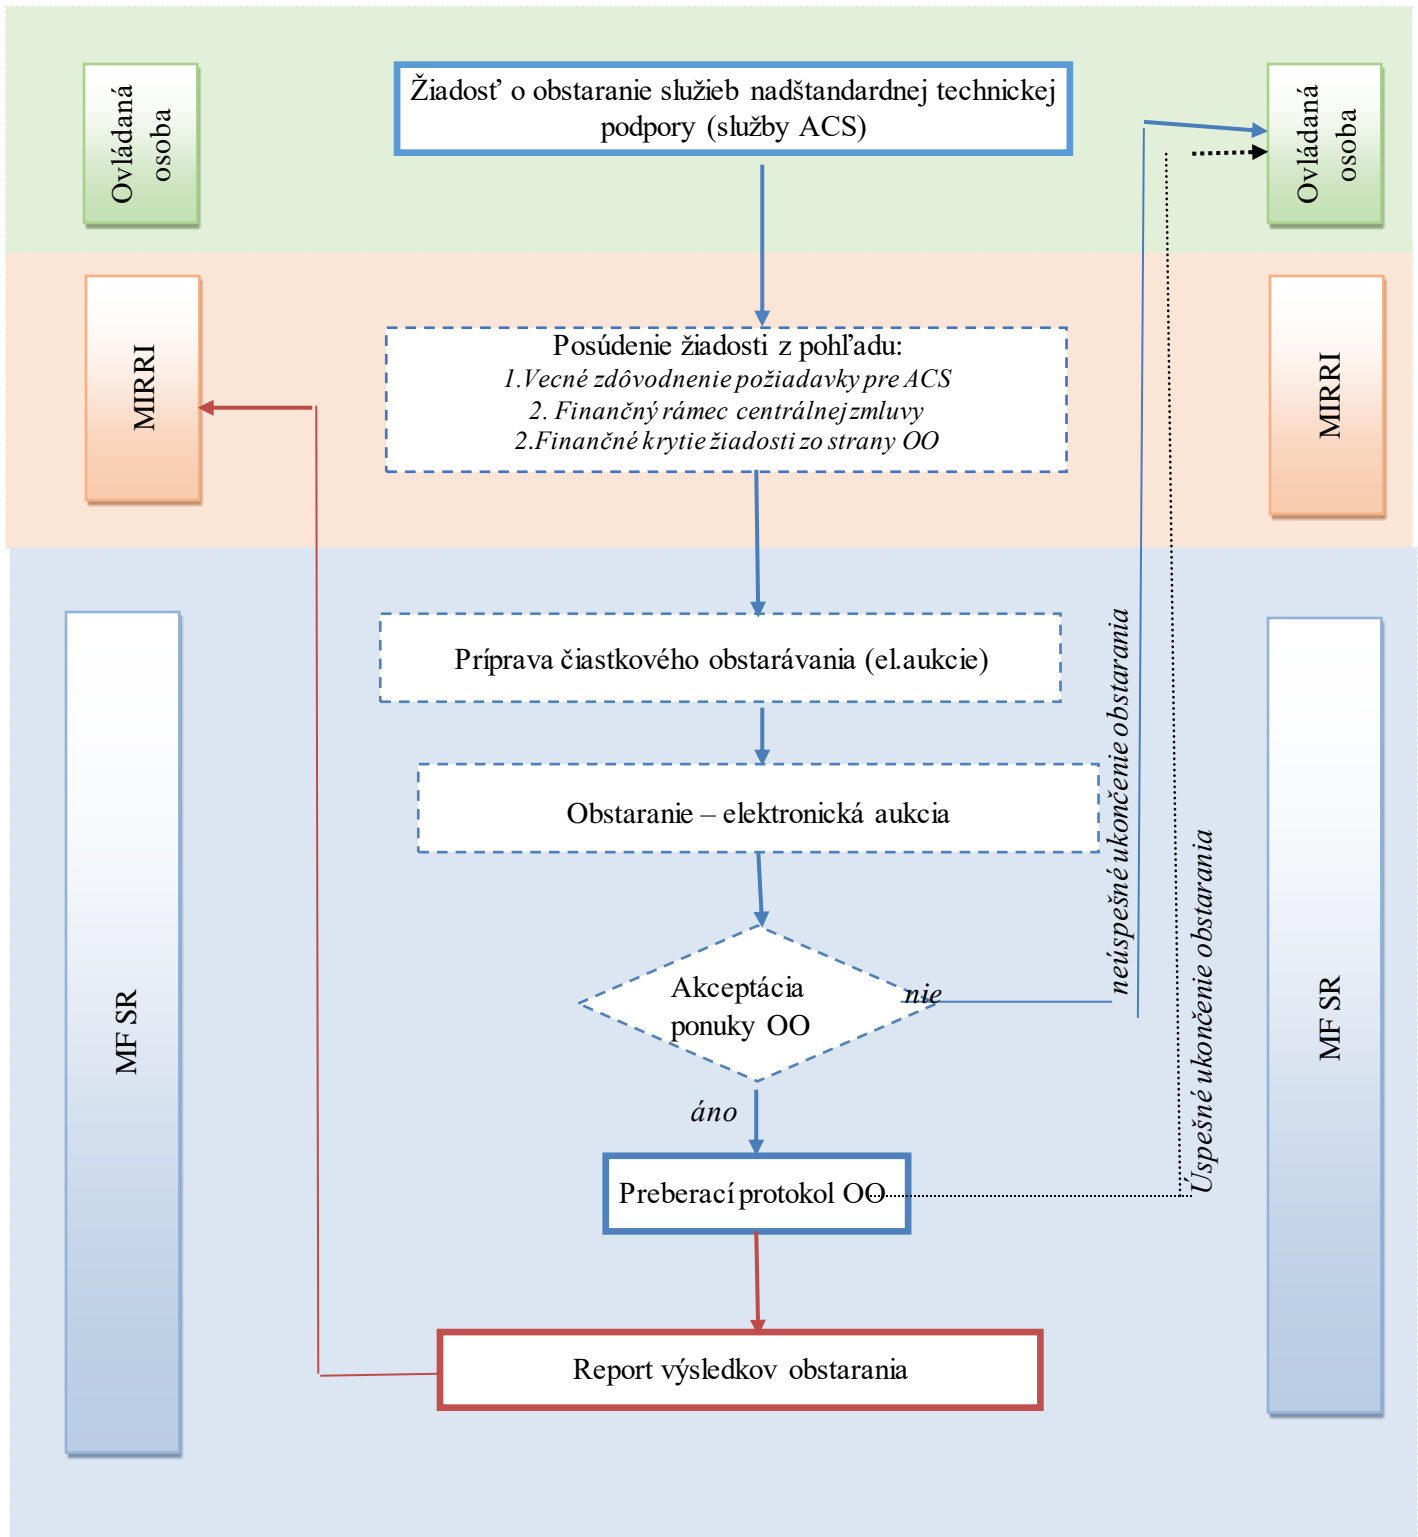 Ovládaná
osoba
Žiadosť o obstaranie služieb nadštandardnej technickej
podpory (služby ACS)
Ovládaná
osoba
MIRRI
Posúdenie žiadosti z pohľadu:
1.Vecné zdôvodnenie požiadavky pre ACS
2. Finančný rámec centrálnej zmluvy
2.Finančné krytie žiadosti zo strany OO
MIRRI
MF SR
Príprava čiastkového obstarávania (el.aukcie)
Obstaranie – elektronická aukcia
Akceptácia
ponuky OO
nie
neúspešné ukončenie obstarania
Úspešné ukončenie obstarania
MF SR
áno
Preberací protokol OO
Report výsledkov obstarania